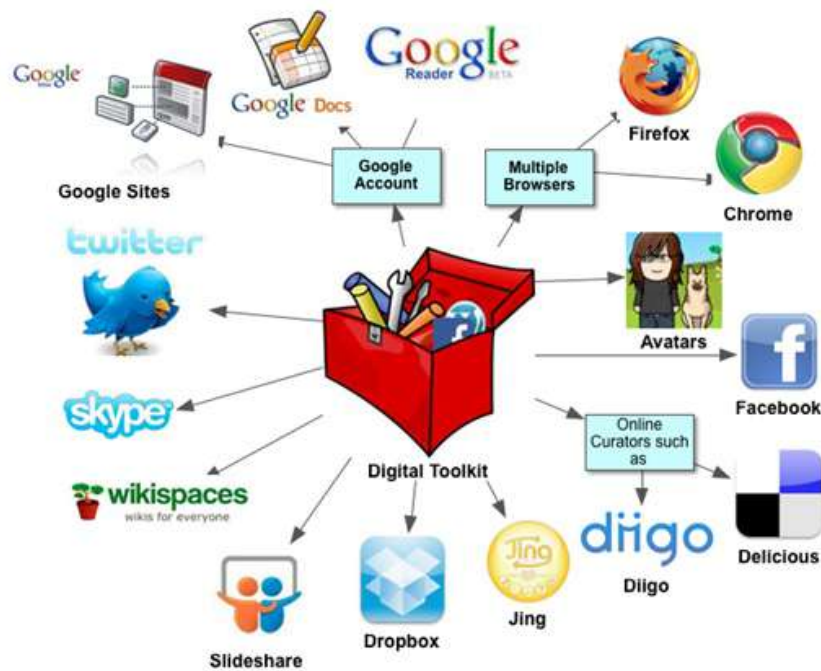 Google
Google Sites
Google Docs
Google
Reader BETA
Google
Account
Multiple
Browsers
Firefox
Chrome
twitter
Avatars
Facebook
skype
wikispaces
wikis for everyone
Digital Toolkit
Online
Curators such
as
Slideshare
Dropbox
Jing
Jing
diigo
Diigo
Delicious